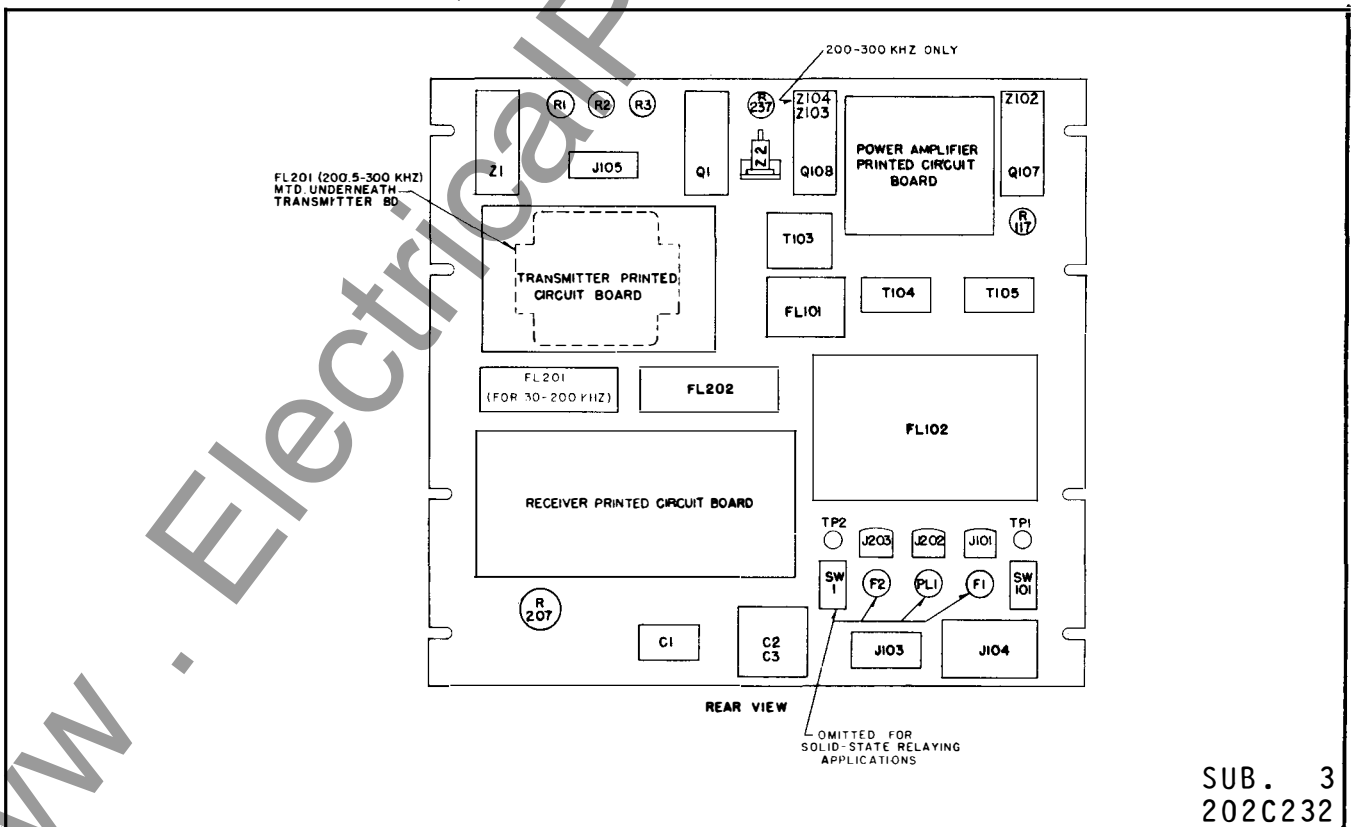 200-300 KHZ ONLY
R1 R2 R3
R 237
Z104
Z103
Z102
Z1
J105
Q1
Z2
Q108
POWER AMPLIFIER
PRINTED CIRCUIT
BOARD
Q107
FL201 (200.5-300 KHZ)
MTD. UNDERNEATH
TRANSMITTER BD.
R 117
T103
TRANSMITTER PRINTED
CIRCUIT BOARD
T104
T105
FL101
FL201
(FOR 30-200 KHZ)
FL202
FL102
RECEIVER PRINTED CIRCUIT BOARD
TP2
TP1
J203
J202
J101
SW 1
F2
PL1
F1
SW 101
R 207
C1
C2
C3
J103
J104
REAR VIEW
OMITTED FOR
SOLID-STATE RELAYING
APPLICATIONS
SUB. 3
202C232
ww . ElectricalP